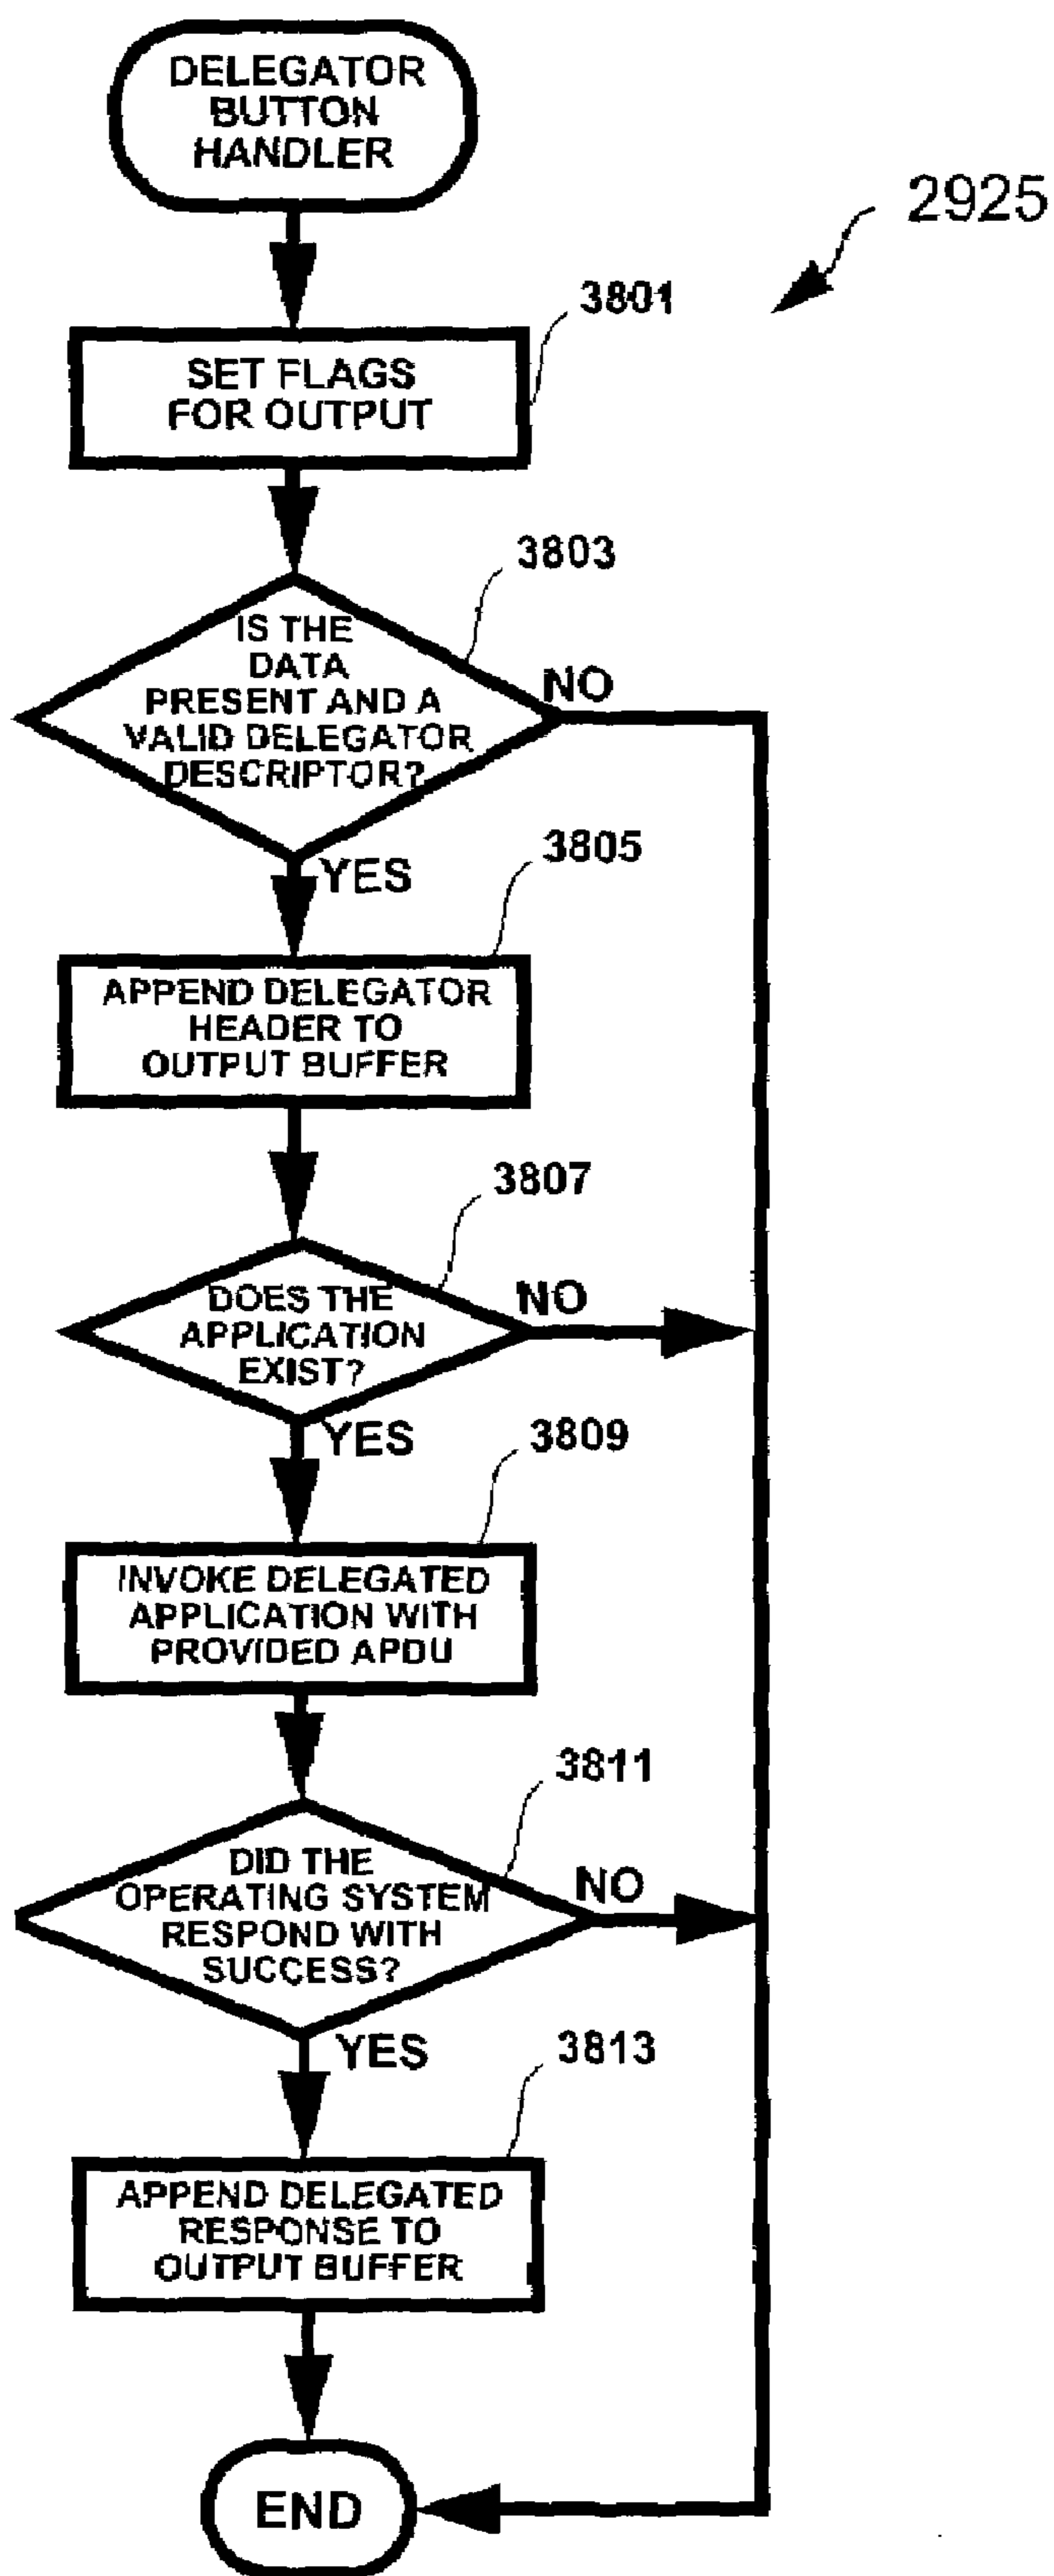 DELEGATOR
BUTTON
HANDLER
2925
3801
SET FLAGS
FOR OUTPUT
3803
IS THE
DATA
PRESENT AND A
VALID DELEGATOR
DESCRIPTOR?
NO
YES
3805
APPEND DELEGATOR
HEADER TO
OUTPUT BUFFER
3807
DOES THE
APPLICATION
EXIST?
NO
YES
3809
INVOKE DELEGATED
APPLICATION WITH
PROVIDED APDU
3811
DID THE
OPERATING SYSTEM
RESPOND WITH
SUCCESS?
NO
YES
3813
APPEND DELEGATED
RESPONSE TO
OUTPUT BUFFER
END